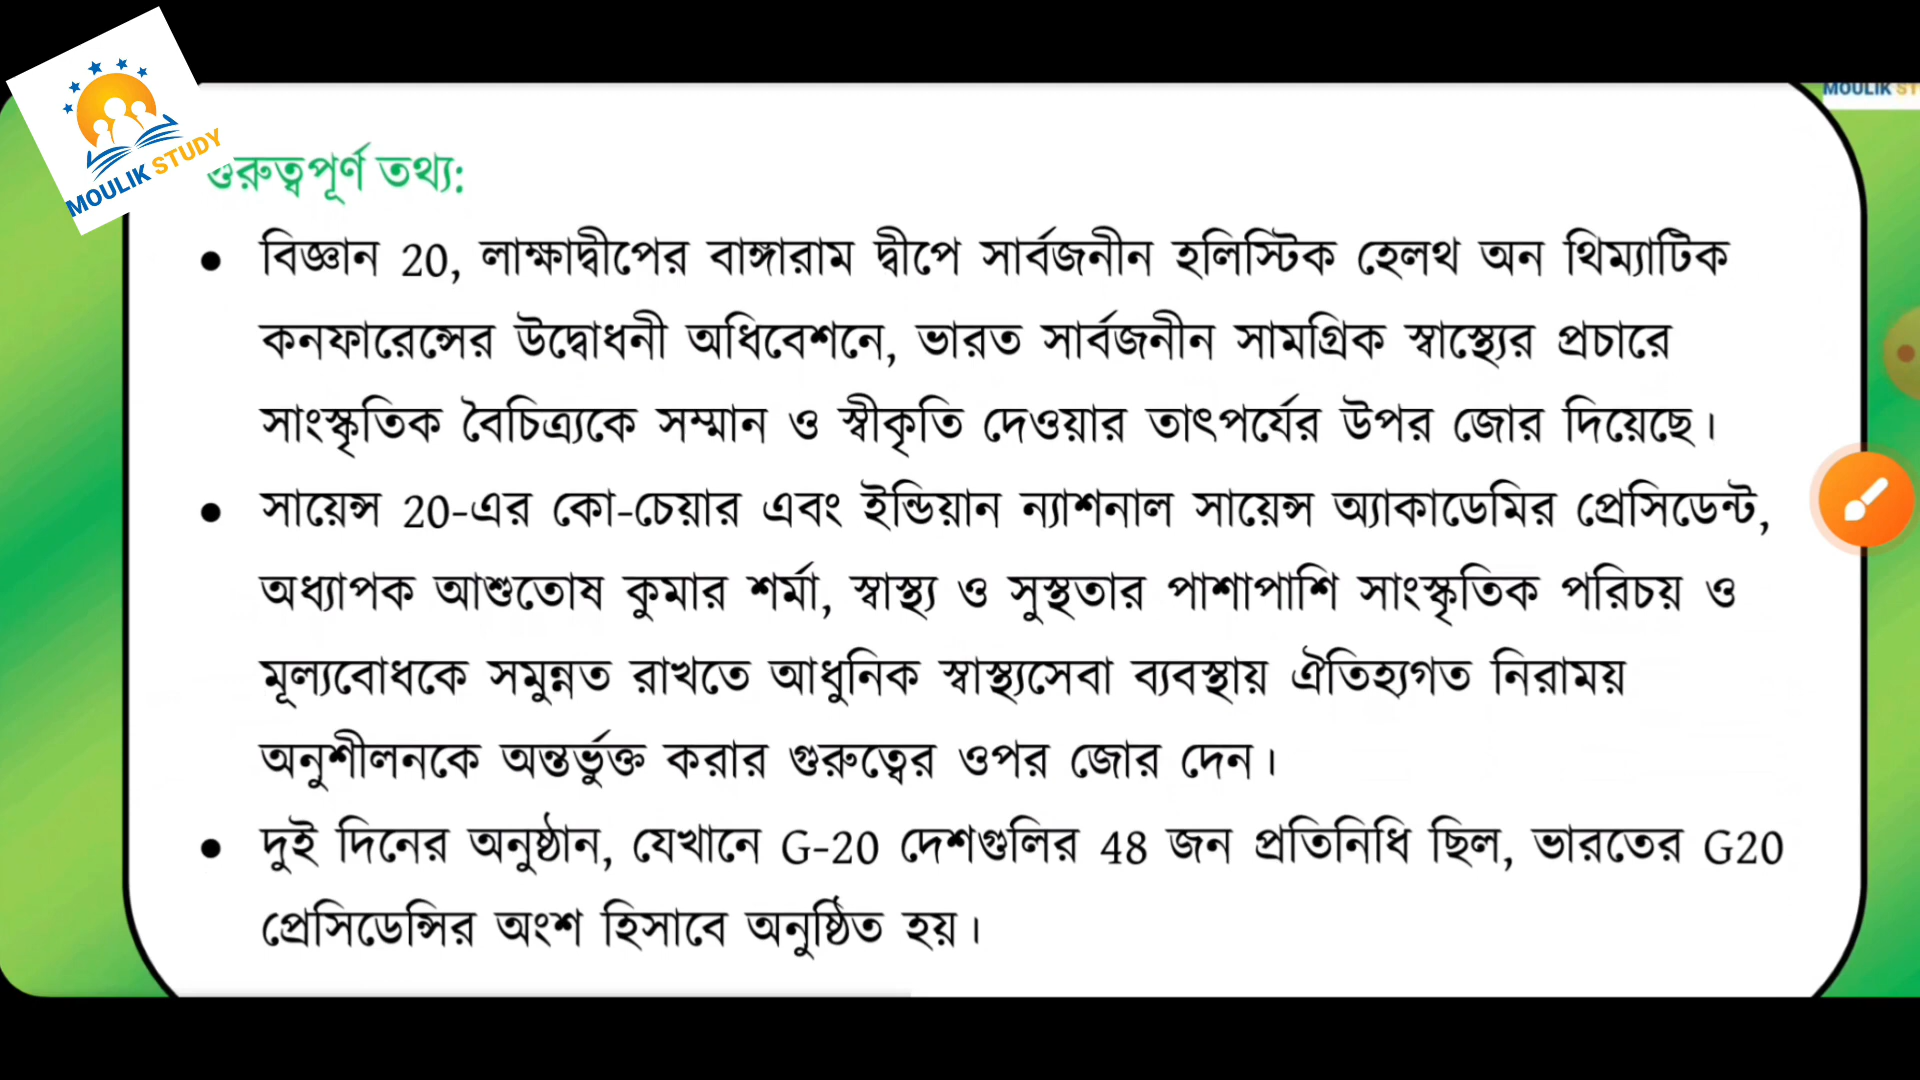 MOULIK STUDY
MOULIK ST
গুরুত্বপূর্ণ তথ্য:
● বিজ্ঞান 20, লাক্ষাদ্বীপের বাঙ্গারাম দ্বীপে সার্বজনীন হলিস্টিক হেলথ অন থিম্যাটিক
কনফারেন্সের উদ্বোধনী অধিবেশনে, ভারত সার্বজনীন সামগ্রিক স্বাস্থ্যের প্রচারে
সাংস্কৃতিক বৈচিত্র্যকে সম্মান ও স্বীকৃতি দেওয়ার তাৎপর্যের উপর জোর দিয়েছে।
● সায়েন্স 20-এর কো-চেয়ার এবং ইন্ডিয়ান ন্যাশনাল সায়েন্স অ্যাকাডেমির প্রেসিডেন্ট,
অধ্যাপক আশুতোষ কুমার শর্মা, স্বাস্থ্য ও সুস্থতার পাশাপাশি সাংস্কৃতিক পরিচয় ও
মূল্যবোধকে সমুন্নত রাখতে আধুনিক স্বাস্থ্যসেবা ব্যবস্থায় ঐতিহ্যগত নিরাময়
অনুশীলনকে অন্তর্ভুক্ত করার গুরুত্বের ওপর জোর দেন।
● দুই দিনের অনুষ্ঠান, যেখানে G-20 দেশগুলির 48 জন প্রতিনিধি ছিল, ভারতের G20
প্রেসিডেন্সির অংশ হিসাবে অনুষ্ঠিত হয়।